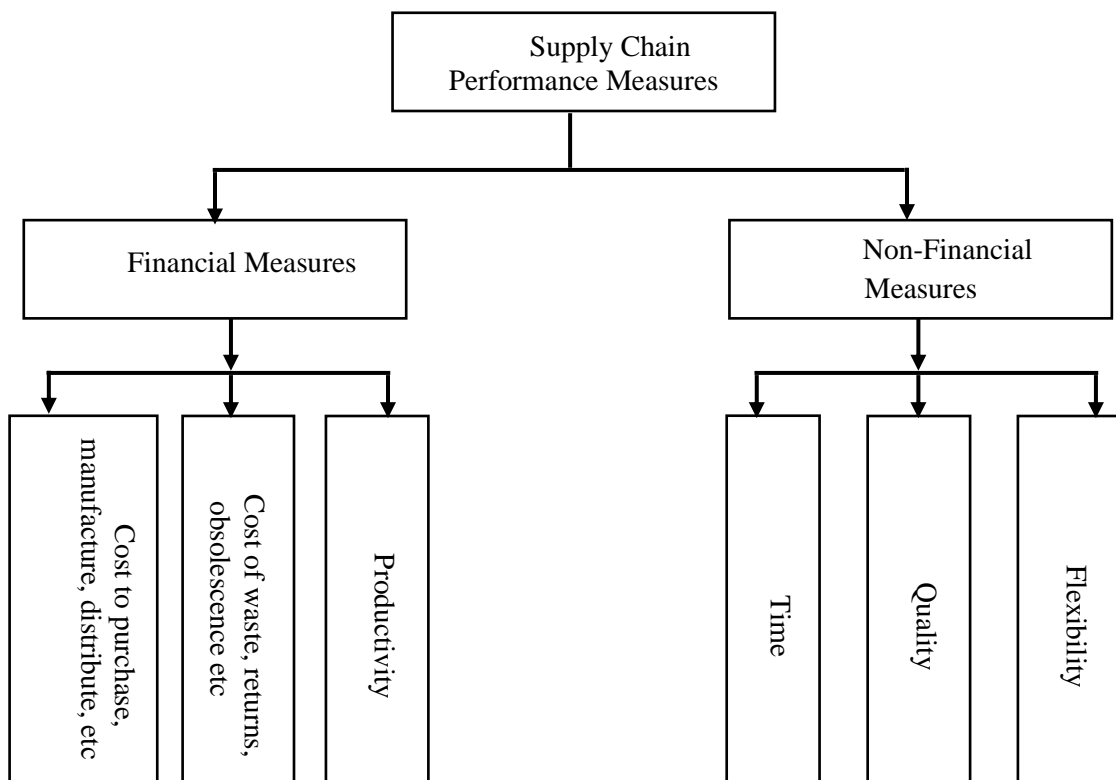 Supply Chain
Performance Measures
Financial Measures
Non-Financial
Measures
Cost to purchase,
manufacture, distribute, etc
Cost of waste, returns,
obsolescence etc
Productivity
Time
Quality
Flexibility